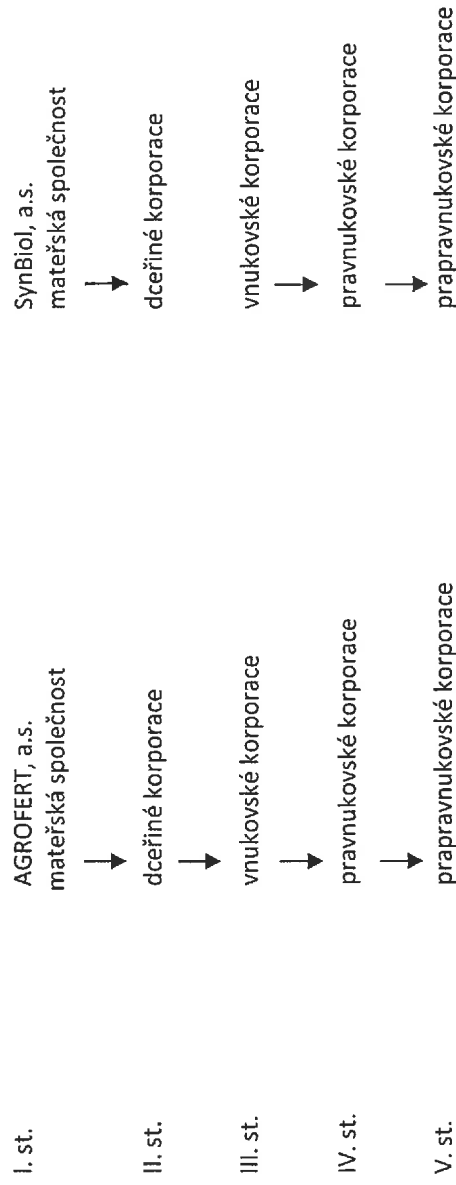 I. st. AGROFERT, a.s. SynBiol, a.s.
mateřská společnost mateřská společnost
II. st. dceřiné korporace dceřiné korporace
III. st. vnukovské korporace vnukovské korporace
IV. st. pravnukovské korporace pravnukovské korporace
V. st. prapravnukovské korporace prapravnukovské korporace